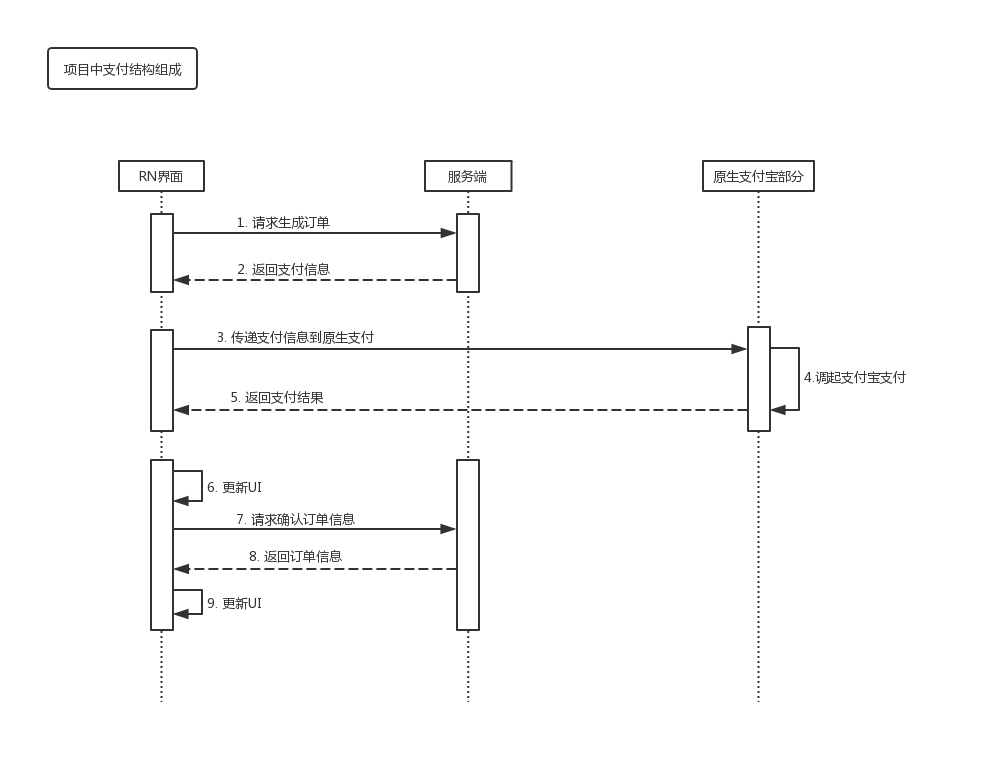 项目中支付结构组成
RN界面
服务端
原生支付宝部分
1. 请求生成订单
2. 返回支付信息
3. 传递支付信息到原生支付
4.调起支付宝支付
5. 返回支付结果
6. 更新UI
7. 请求确认订单信息
8. 返回订单信息
9. 更新UI